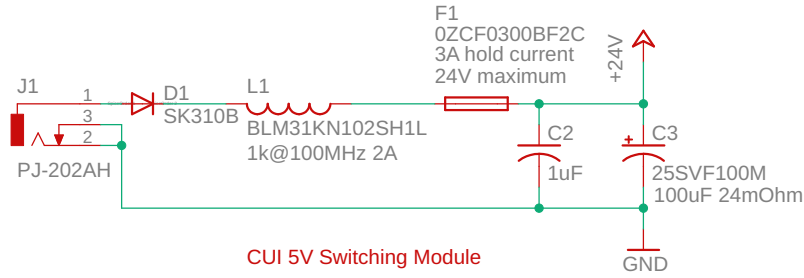 F1
0ZCF0300BF2C
3A hold current
24V maximum
+24V
J1
1
D1
SK310B
L1
BLM31KN102SH1L
1k@100MHz 2A
3
2
PJ-202AH
C2
1uF
+
C3
25SVF100M
100uF 24mOhm
CUI 5V Switching Module
GND